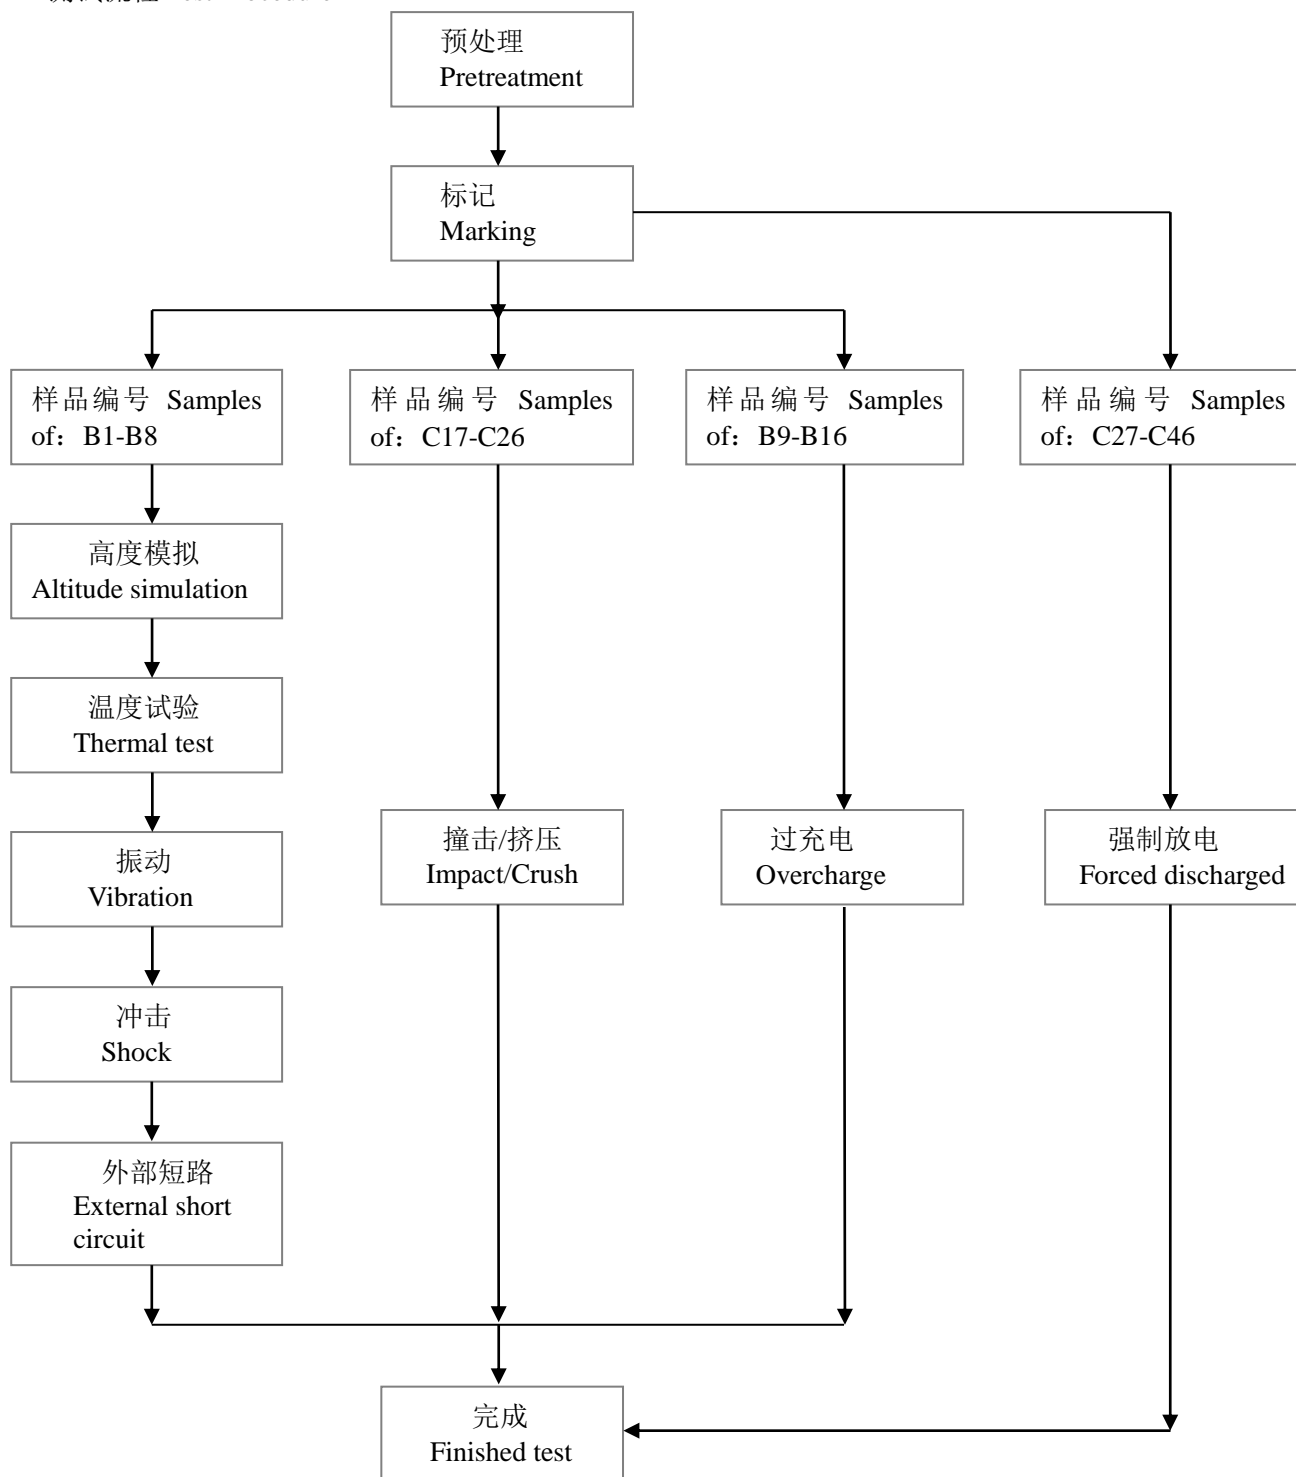 预处理
Pretreatment
标记
Marking
样品编号 Samples
of：B1-B8
样品编号 Samples
of：C17-C26
样品编号 Samples
of：B9-B16
样品编号 Samples
of：C27-C46
高度模拟
Altitude simulation
温度试验
Thermal test
振动
Vibration
撞击/挤压
Impact/Crush
过充电
Overcharge
强制放电
Forced discharged
冲击
Shock
外部短路
External short
circuit
完成
Finished test